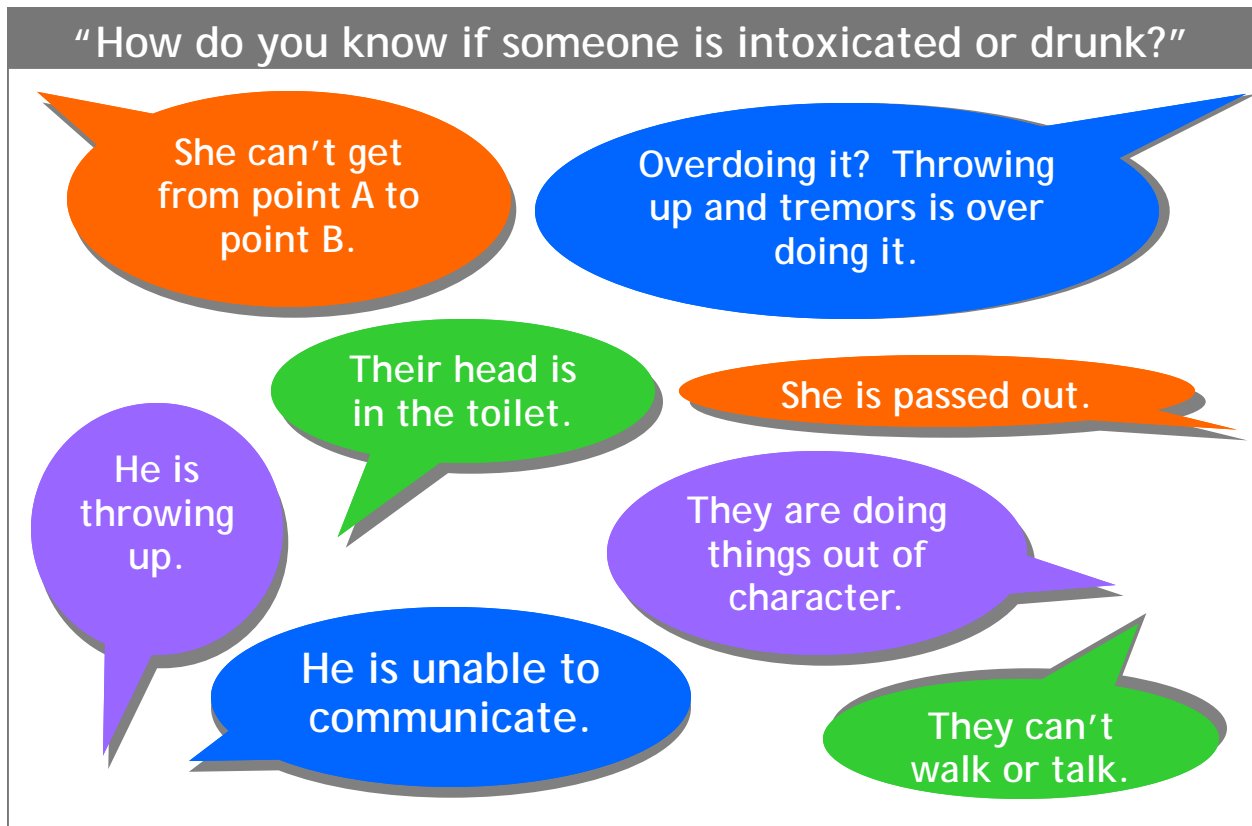 “How do you know if someone is intoxicated or drunk?”
She can't get
from point A to
point B.
Overdoing it?  Throwing
up and tremors is over
doing it.
Their head is
in the toilet.
She is passed out.
He is
throwing
up.
They are doing
things out of
character.
He is unable to
communicate.
They can't
walk or talk.